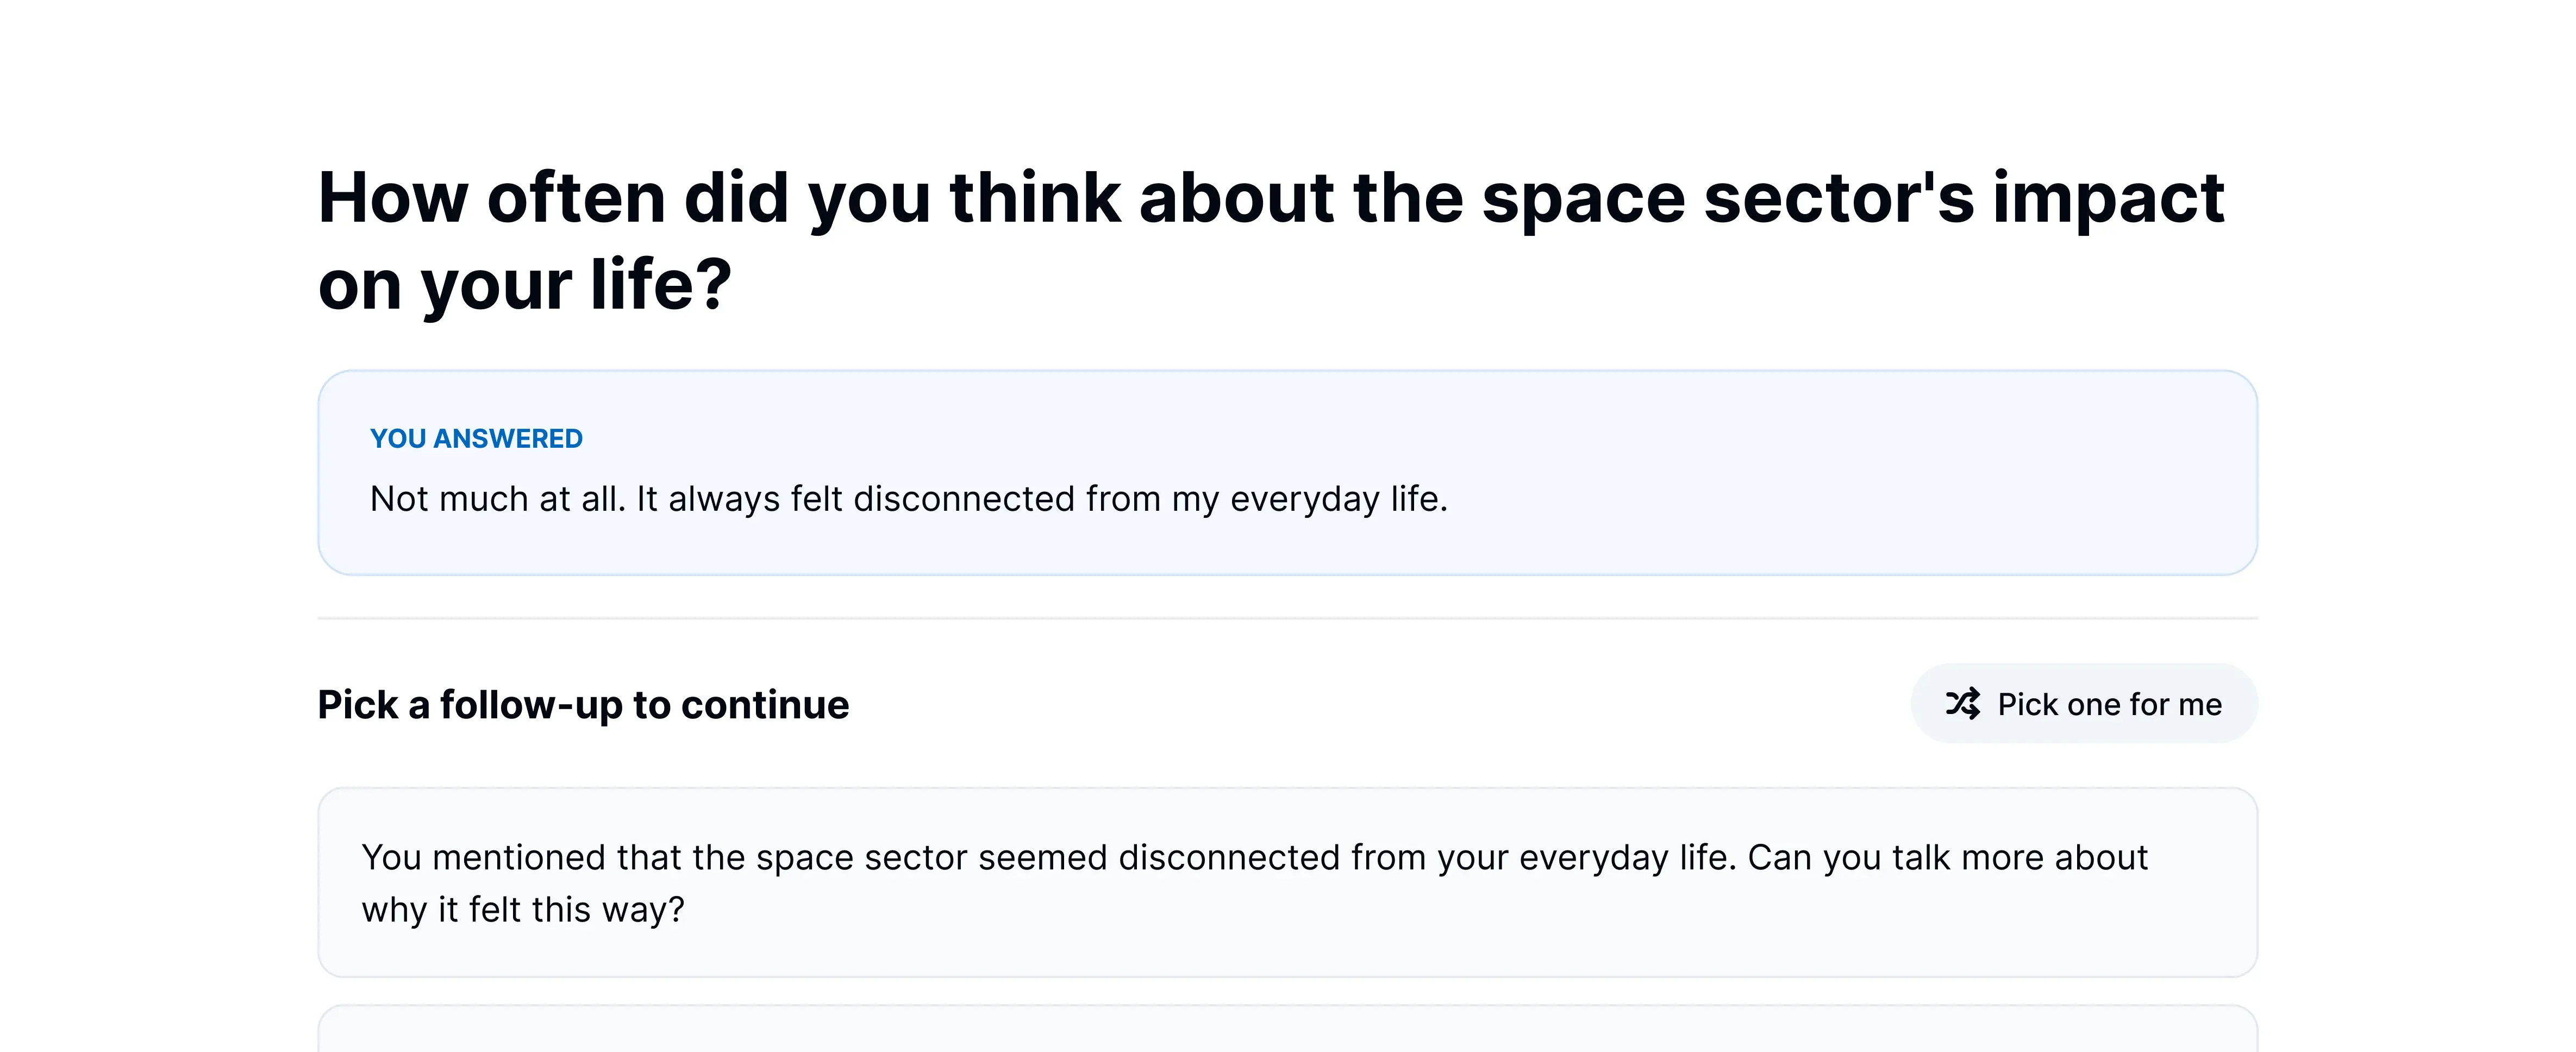 How often did you think about the space sector's impact
on your life?
YOU ANSWERED
Not much at all. It always felt disconnected from my everyday life.
Pick a follow-up to continue
Pick one for me
You mentioned that the space sector seemed disconnected from your everyday life. Can you talk more about
why it felt this way?